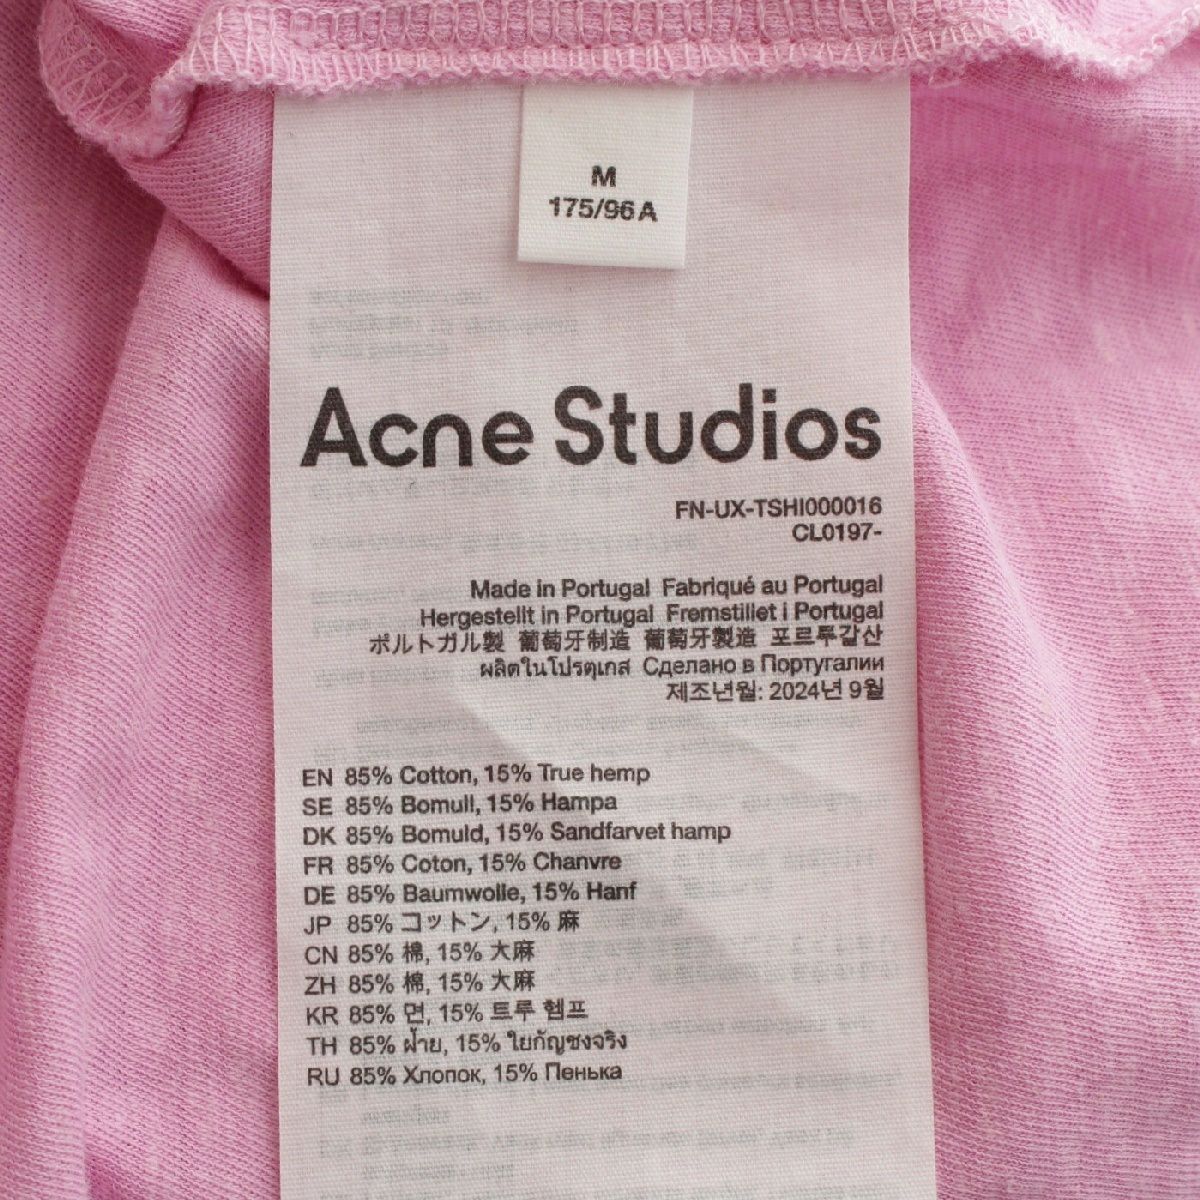 M
175/96A
Acne Studios
FN-UX-TSHI000016
CL0197-
Made in Portugal Fabriqué au Portugal
Hergestellt in Portugal Fremstillet i Portugal
ポルトガル製 葡萄牙制造 葡萄牙製造 포르투갈산
ผลิตในโปรตุเกส Сделано в Португалии
제조년월: 2024년 9월
EN 85% Cotton, 15% True hemp
SE 85% Bomull, 15% Hampa
DK 85% Bomuld, 15% Sandfarvet hamp
FR 85% Coton, 15% Chanvre
DE 85% Baumwolle, 15% Hanf
JP 85% コットン, 15% 麻
CN 85% 棉, 15% 大麻
ZH 85% 棉, 15% 大麻
KR 85% 면, 15% 트루 헴프
TH 85% ฝ้าย, 15% ใยกัญชงจริง
RU 85% Хлопок, 15% Пенька